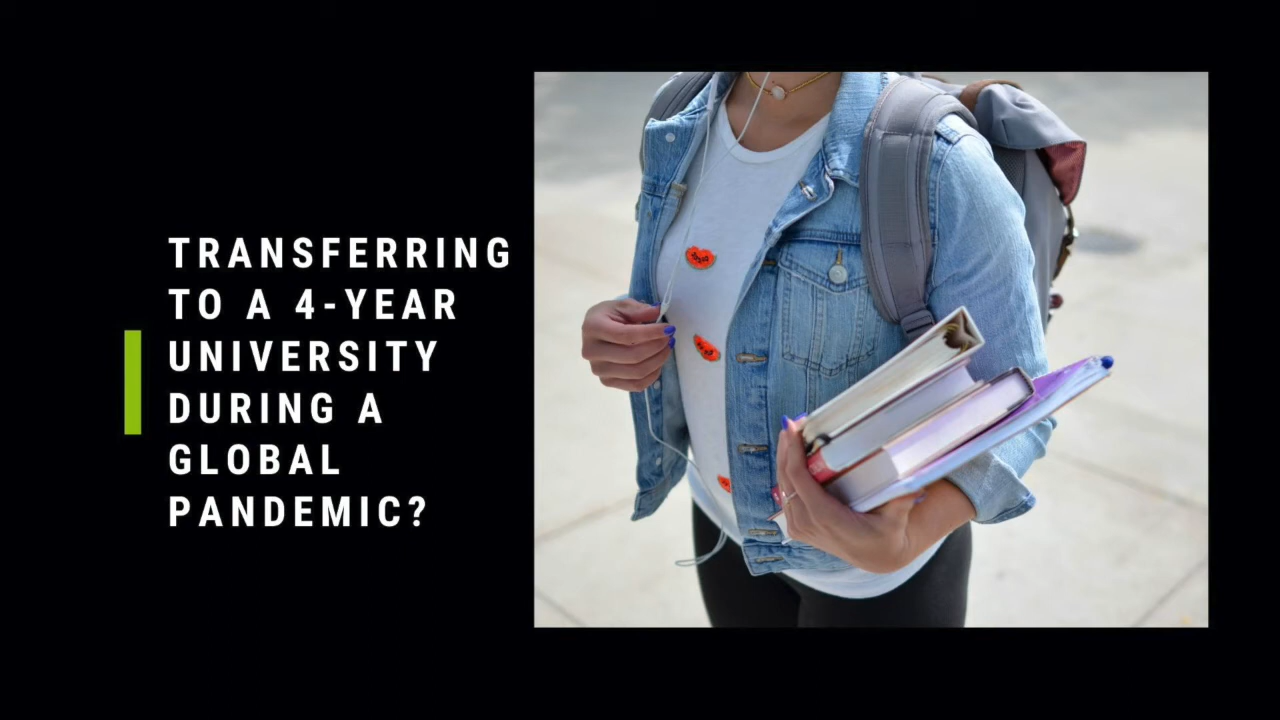 TRANSFERRING
TO A 4-YEAR
UNIVERSITY
DURING A
GLOBAL
PANDEMIC?